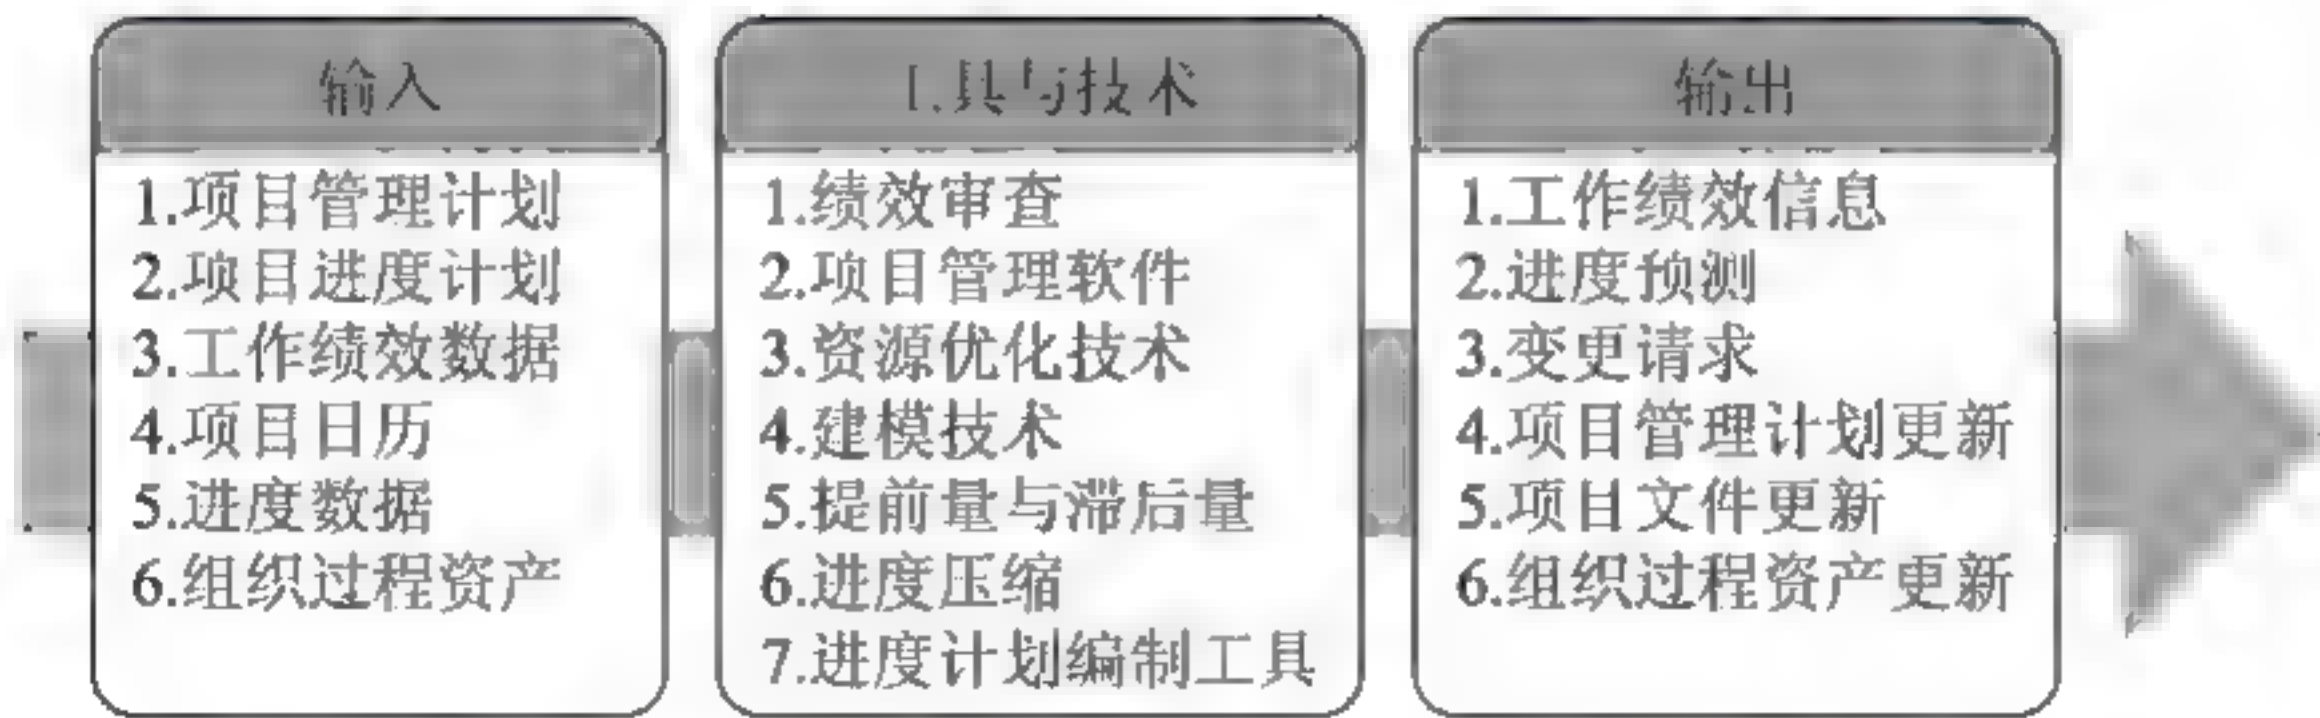 输入
1.项目管理计划
2.项目进度计划
3.工作绩效数据
4.项目日历
5.进度数据
6.组织过程资产
工具与技术
1.绩效审查
2.项目管理软件
3.资源优化技术
4.建模技术
5.提前量与滞后量
6.进度压缩
7.进度计划编制工具
输出
1.工作绩效信息
2.进度预测
3.变更请求
4.项目管理计划更新
5.项目文件更新
6.组织过程资产更新